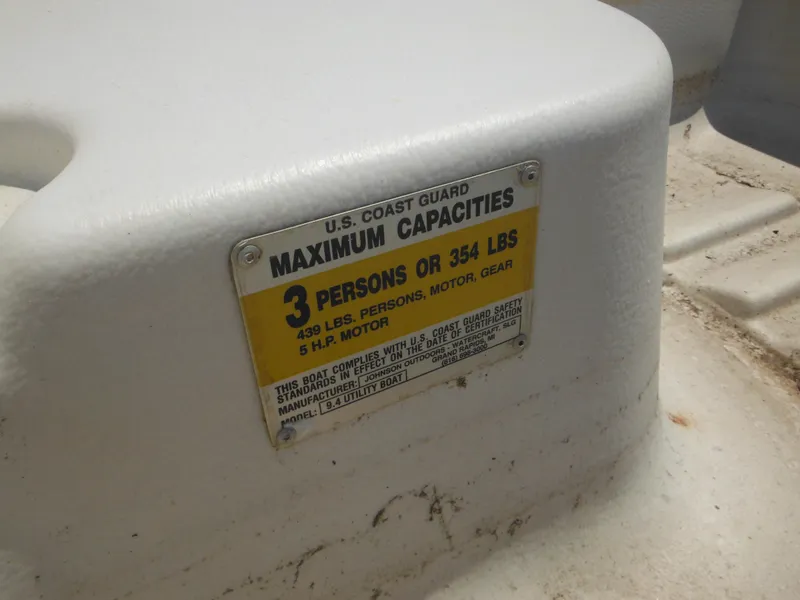 U.S. COAST GUARD
MAXIMUM CAPACITIES
3 PERSONS OR 354 LBS
439 LBS. PERSONS, MOTOR, GEAR
5 H.P. MOTOR
THIS BOAT COMPLIES WITH U.S. COAST GUARD SAFETY
STANDARDS IN EFFECT ON THE DATE OF CERTIFICATION
MANUFACTURER: JOHNSON OUTDOORS - WATERCRAFT, SLG
GRAND RAPIDS, MI
MODEL: 9.4 UTILITY BOAT